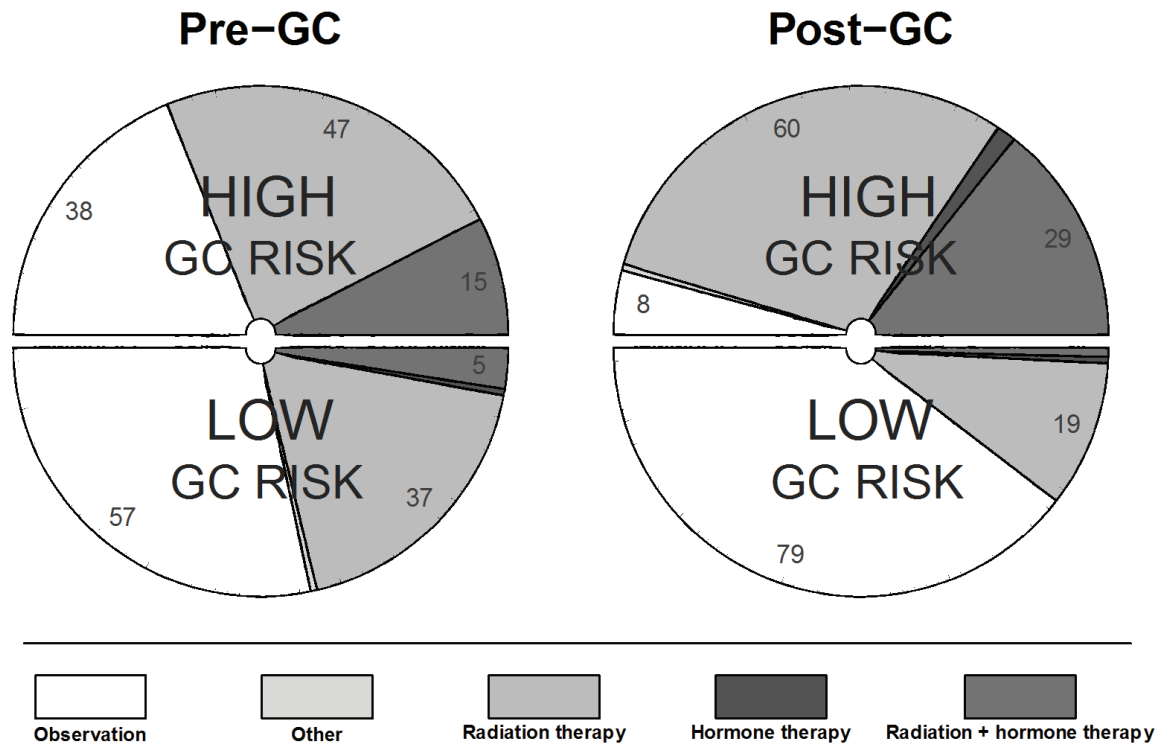 Pre−GC
Post−GC
47
38
HIGH
GC RISK
15
60
HIGH
GC RISK
29
8
5
LOW
GC RISK
37
57
LOW
GC RISK
19
79
Observation
Other
Radiation therapy
Hormone therapy
Radiation + hormone therapy